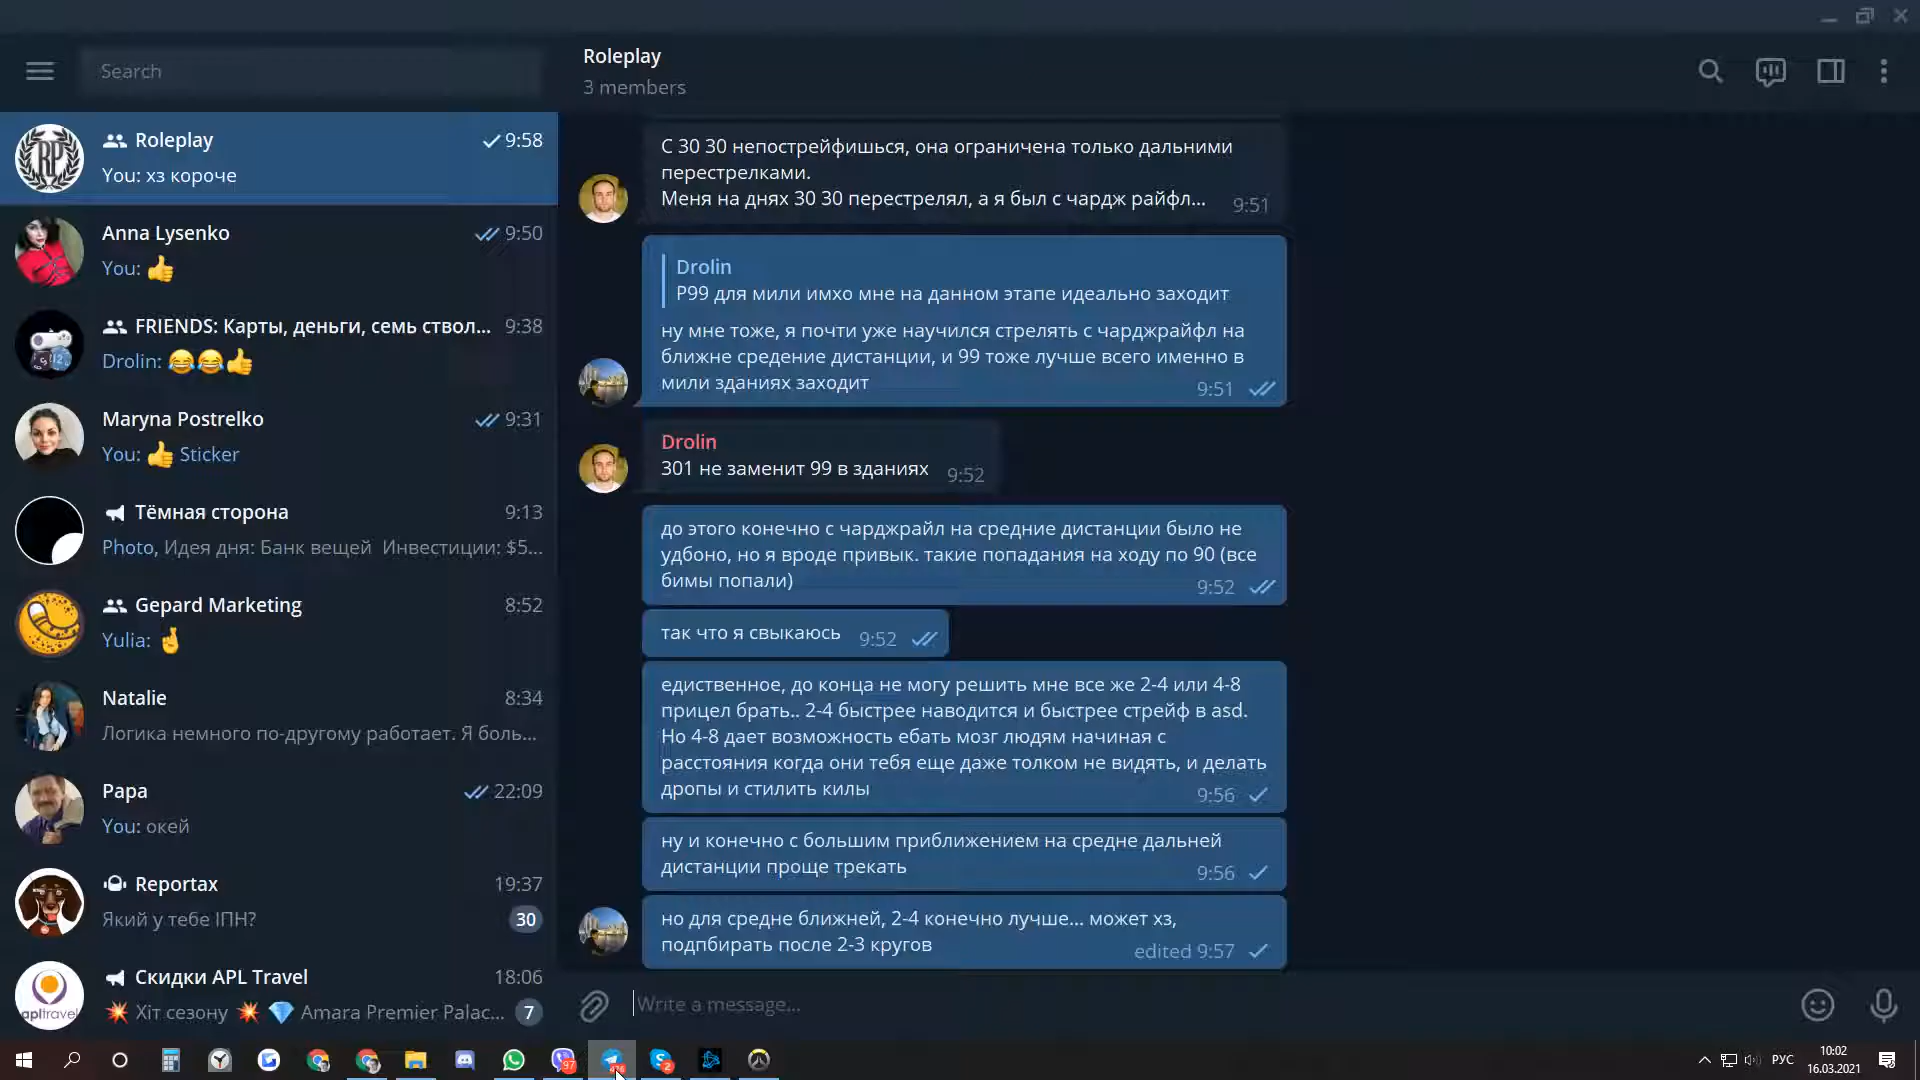 Search
Roleplay
9:58
You: хз короче
Anna Lysenko
9:50
You: 👍
FRIENDS: Карты, деньги, семь ствол...
9:38
Drolin: 😂😂👍
Maryna Postrelko
9:31
You: 👍 Sticker
Тёмная сторона
9:13
Photo, Идея дня: Банк вещей Инвестиции: $5...
Gepard Marketing
8:52
Yulia: 🤞
Natalie
8:34
Логика немного по-другому работает. Я боль...
Papa
22:09
You: окей
Reportax
19:37
Який у тебе ІПН?
30
Скидки APL Travel
18:06
💥 Хіт сезону 💥 💎 Amara Premier Palac...
7
apltravel
RP
Roleplay
3 members
С 30 30 непострейфишься, она ограничена только дальними
перестрелками.
Меня на днях 30 30 перестрелял, а я был с чардж райфл...
9:51
Drolin
Р99 для мили имхо мне на данном этапе идеально заходит
ну мне тоже, я почти уже научился стрелять с чарджрайфл на
ближне средение дистанции, и 99 тоже лучше всего именно в
мили зданиях заходит
9:51
Drolin
301 не заменит 99 в зданиях
9:52
до этого конечно с чарджрайл на средние дистанции было не
удбоно, но я вроде привык. такие попадания на ходу по 90 (все
бимы попали)
9:52
так что я свыкаюсь
9:52
едиственное, до конца не могу решить мне все же 2-4 или 4-8
прицел брать.. 2-4 быстрее наводится и быстрее стрейф в asd.
Но 4-8 дает возможность ебать мозг людям начиная с
расстояния когда они тебя еще даже толком не видять, и делать
дропы и стилить килы
9:56
ну и конечно с большим приближением на средне дальней
дистанции проще трекать
9:56
но для средне ближней, 2-4 конечно лучше... может хз,
подпбирать после 2-3 кругов
edited 9:57
Write a message...
97
2
РУС
10:02
16.03.2021